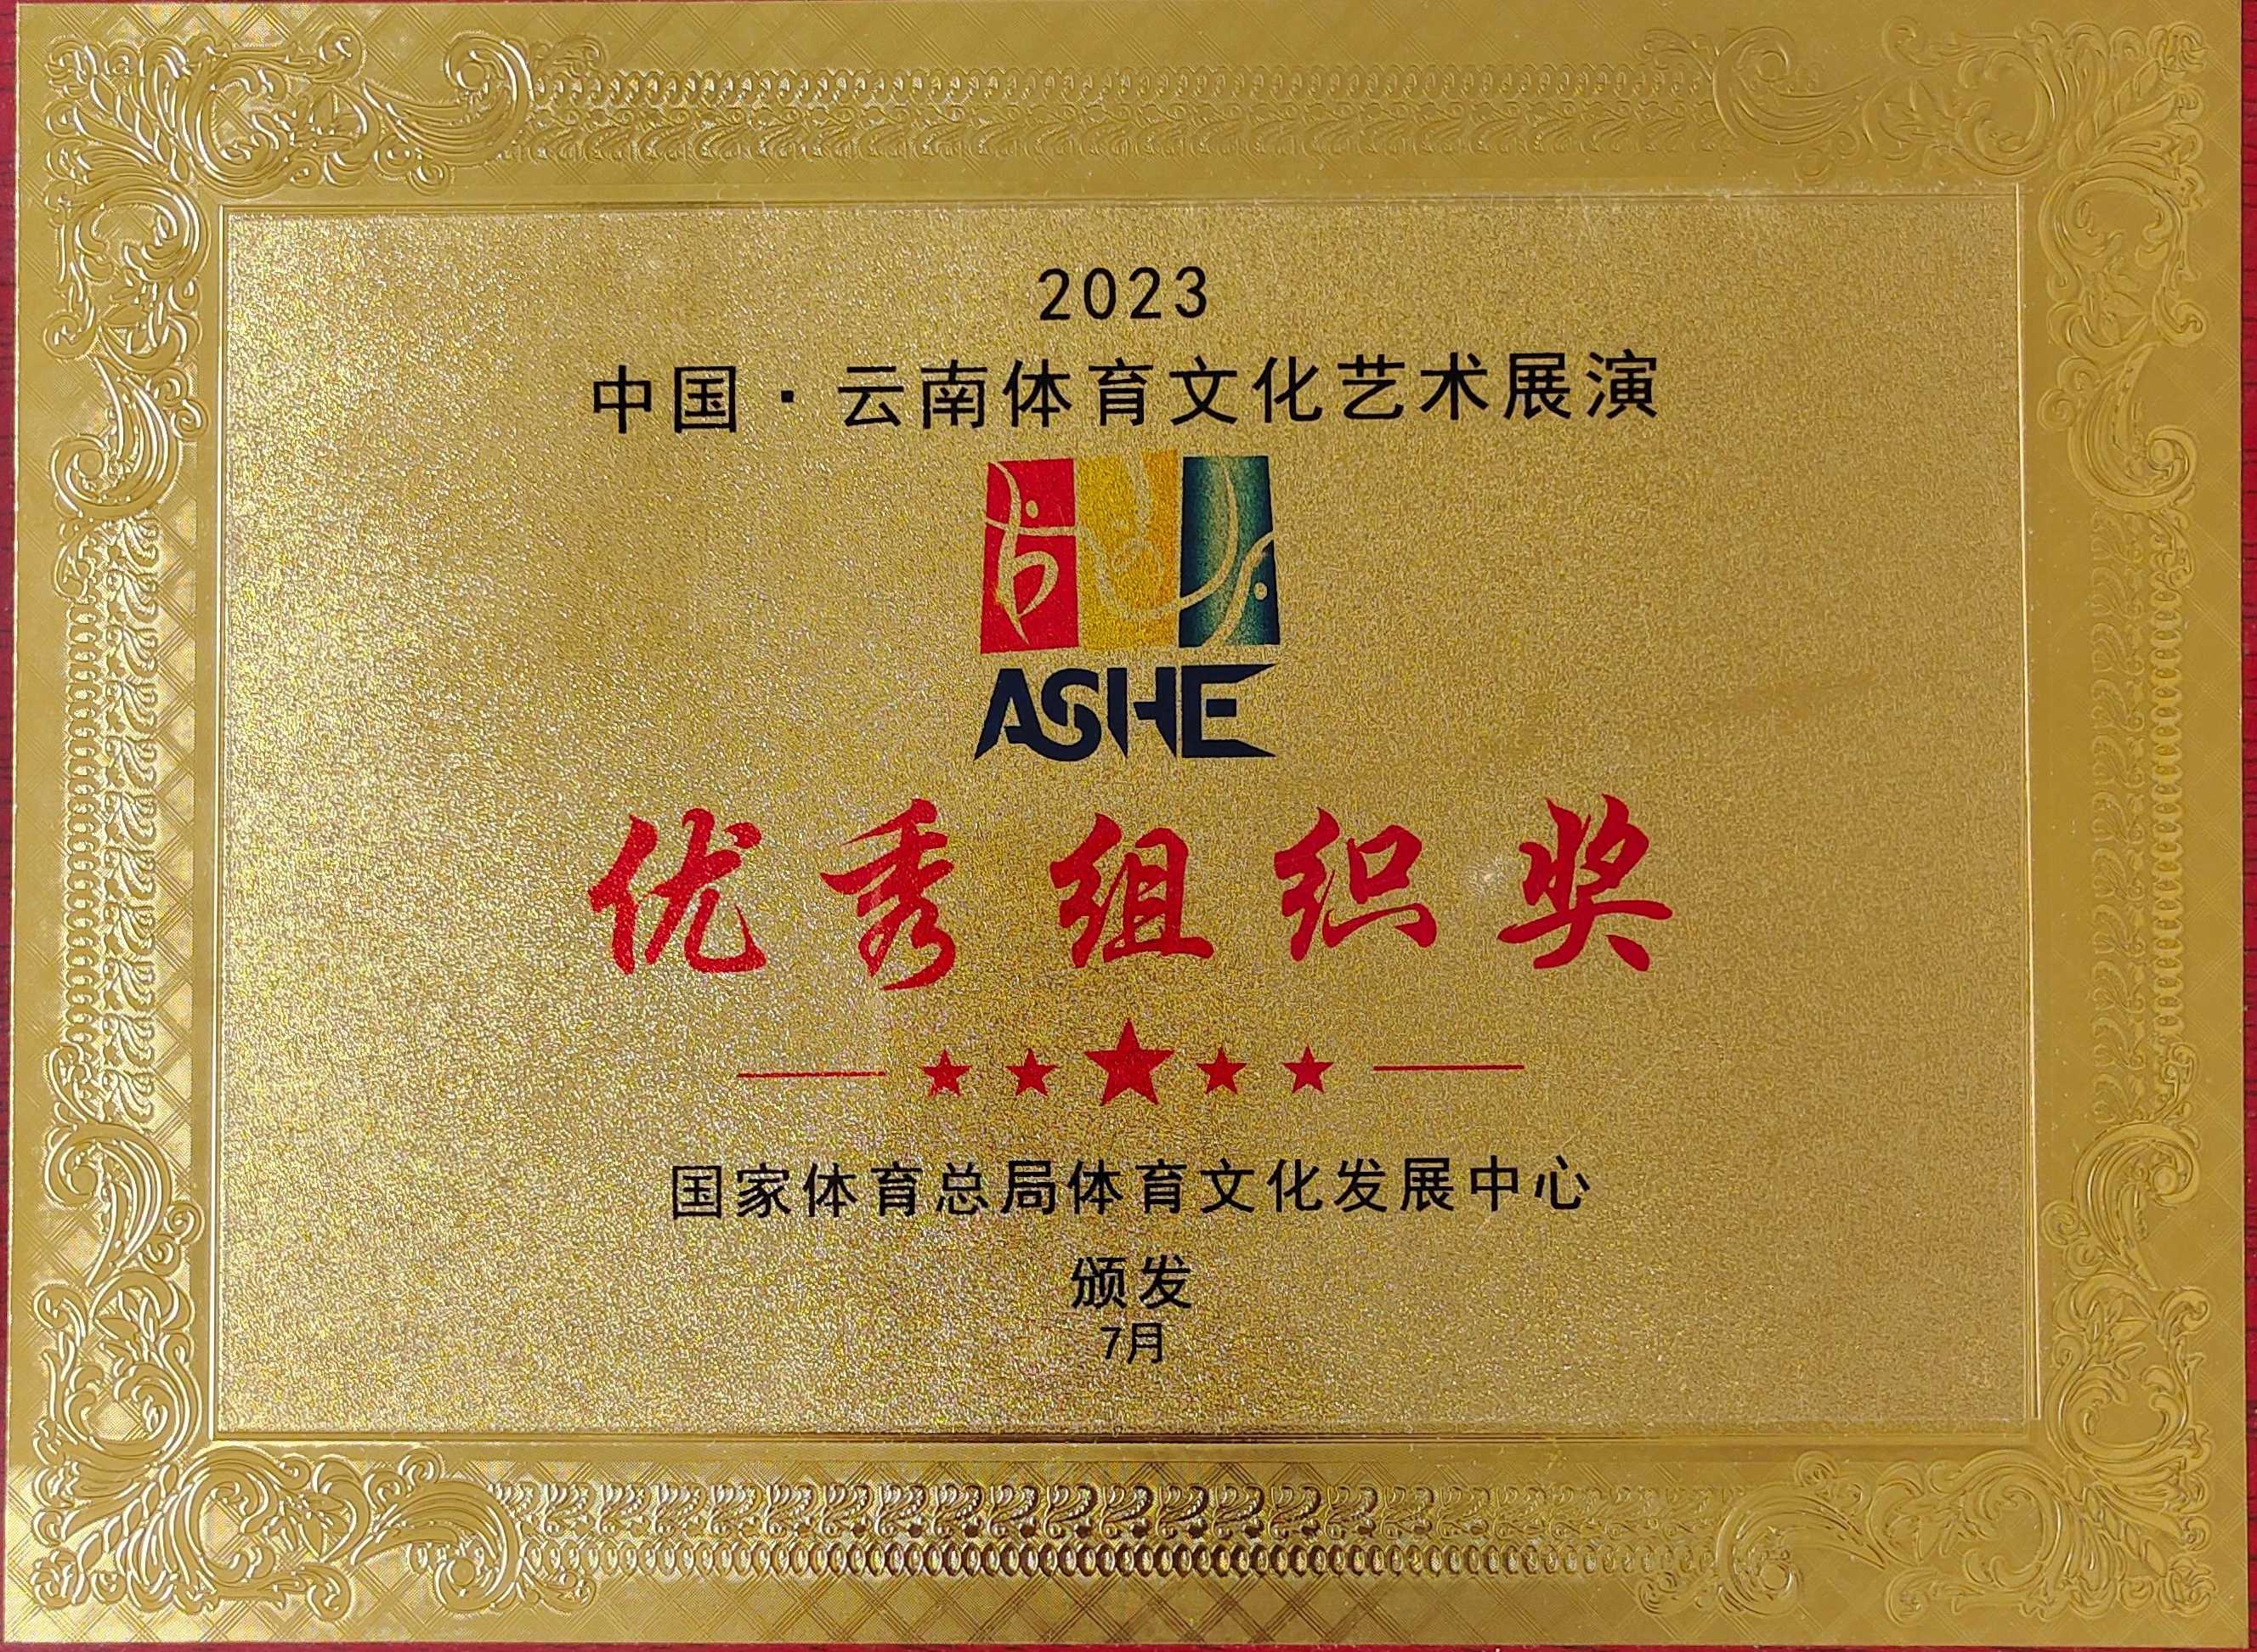 2023
中国·云南体育文化艺术展演
ASHE
优秀组织奖
国家体育总局体育文化发展中心
颁发
7月